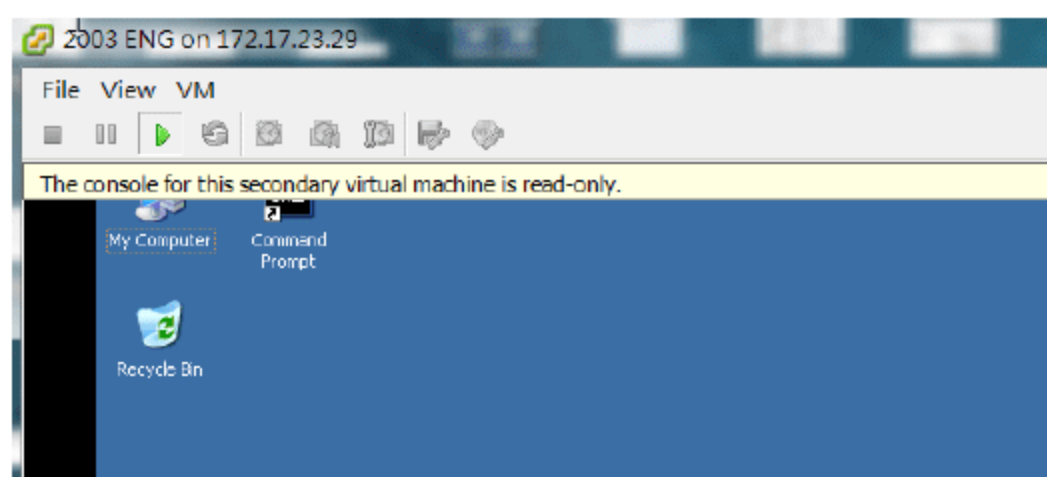 2003 ENG on 172.17.23.29
File View VM
The console for this secondary virtual machine is read-only.
My Computer
Command
Prompt
Recycle Bin